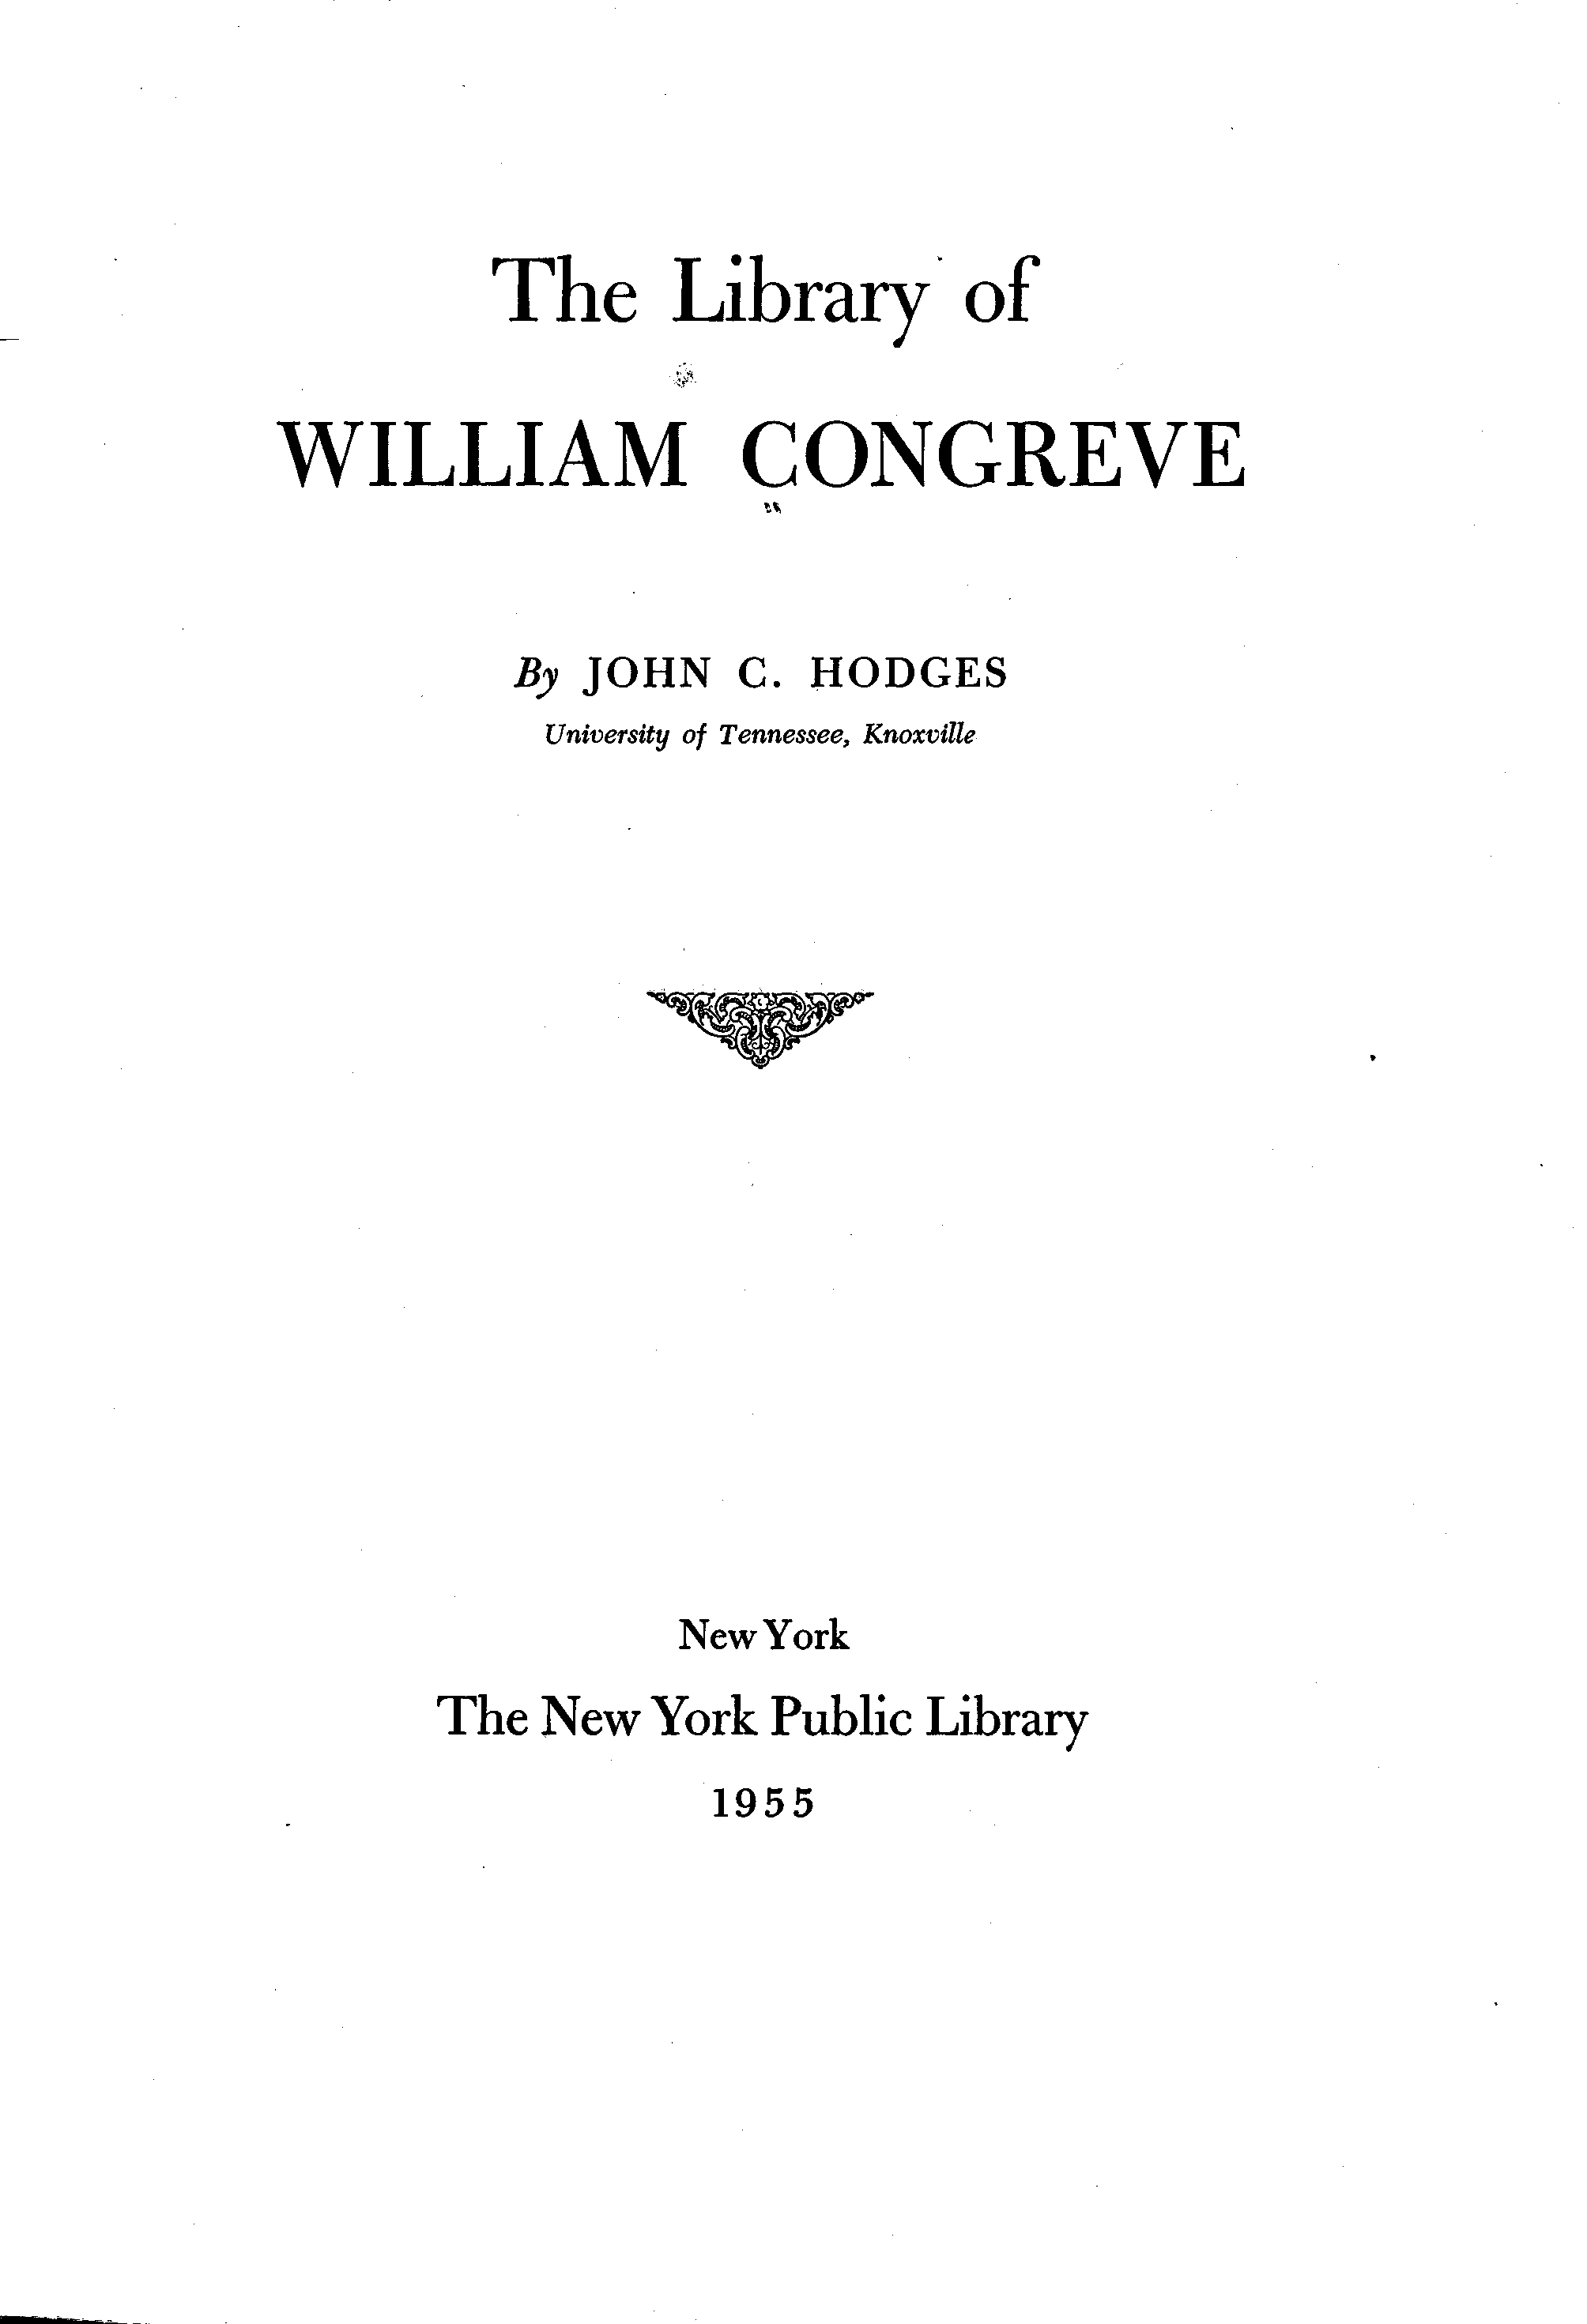 The Library of
WILLIAM CONGREVE
By JOHN C. HODGES
University of Tennessee, Knoxville
New York
The New York Public Library
1955